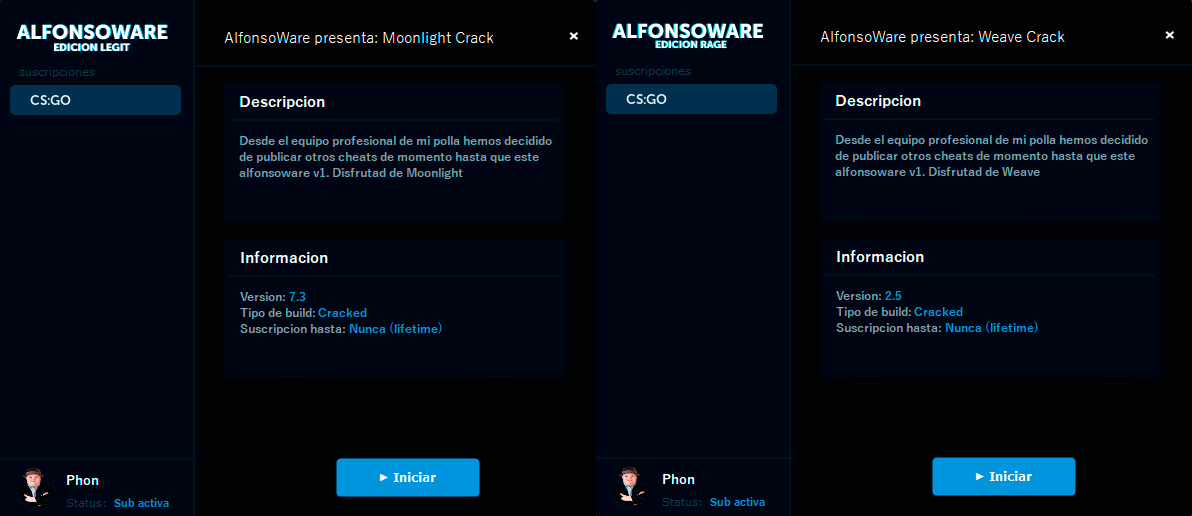 ALFONSOWARE
EDICION LEGIT
suscripciones
CS:GO
AlfonsoWare presenta: Moonlight Crack
×
Descripcion
Desde el equipo profesional de mi polla hemos decidido
de publicar otros cheats de momento hasta que este
alfonsoware v1. Disfrutad de Moonlight
Informacion
Version: 7.3
Tipo de build: Cracked
Suscripcion hasta: Nunca (lifetime)
Phon
Status: Sub activa
► Iniciar
ALFONSOWARE
EDICION RAGE
suscripciones
CS:GO
AlfonsoWare presenta: Weave Crack
×
Descripcion
Desde el equipo profesional de mi polla hemos decidido
de publicar otros cheats de momento hasta que este
alfonsoware v1. Disfrutad de Weave
Informacion
Version: 2.5
Tipo de build: Cracked
Suscripcion hasta: Nunca (lifetime)
Phon
Status: Sub activa
► Iniciar